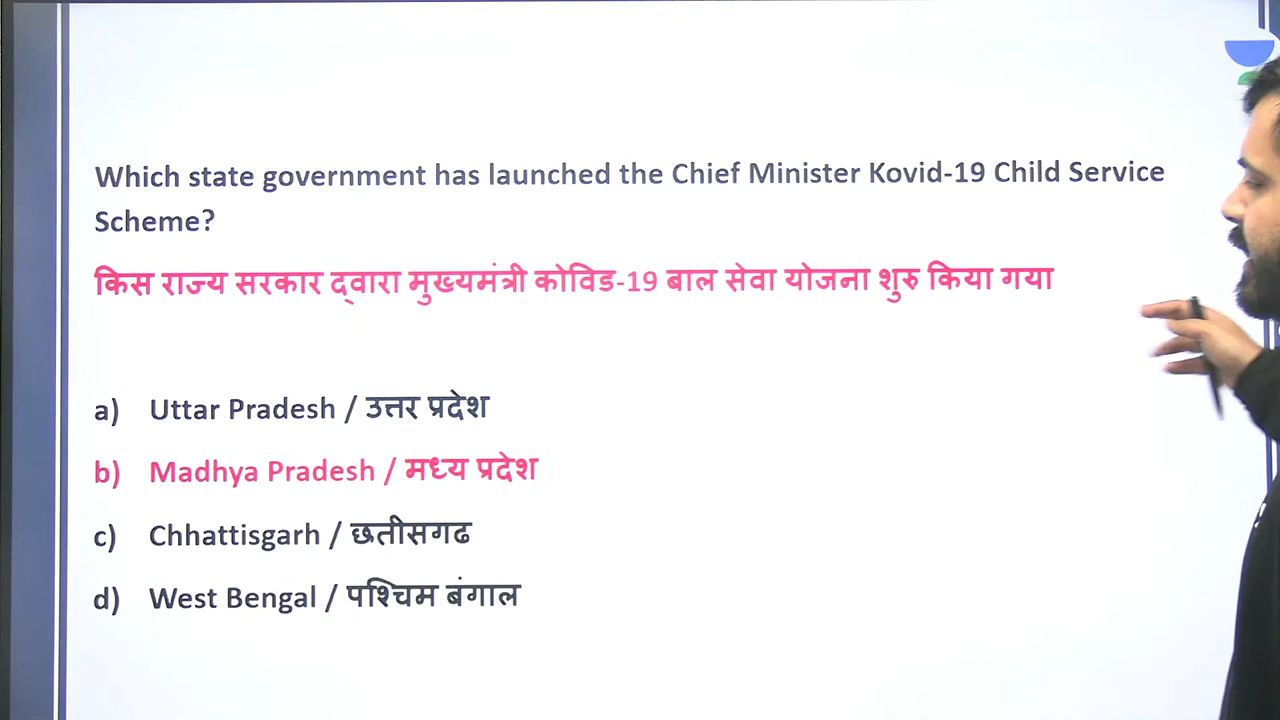 Which state government has launched the Chief Minister Kovid-19 Child Service
Scheme?
किस राज्य सरकार द्वारा मुख्यमंत्री कोविड-19 बाल सेवा योजना शुरु किया गया
a) Uttar Pradesh / उत्तर प्रदेश
b) Madhya Pradesh / मध्य प्रदेश
c) Chhattisgarh / छतीसगढ
d) West Bengal / पश्चिम बंगाल